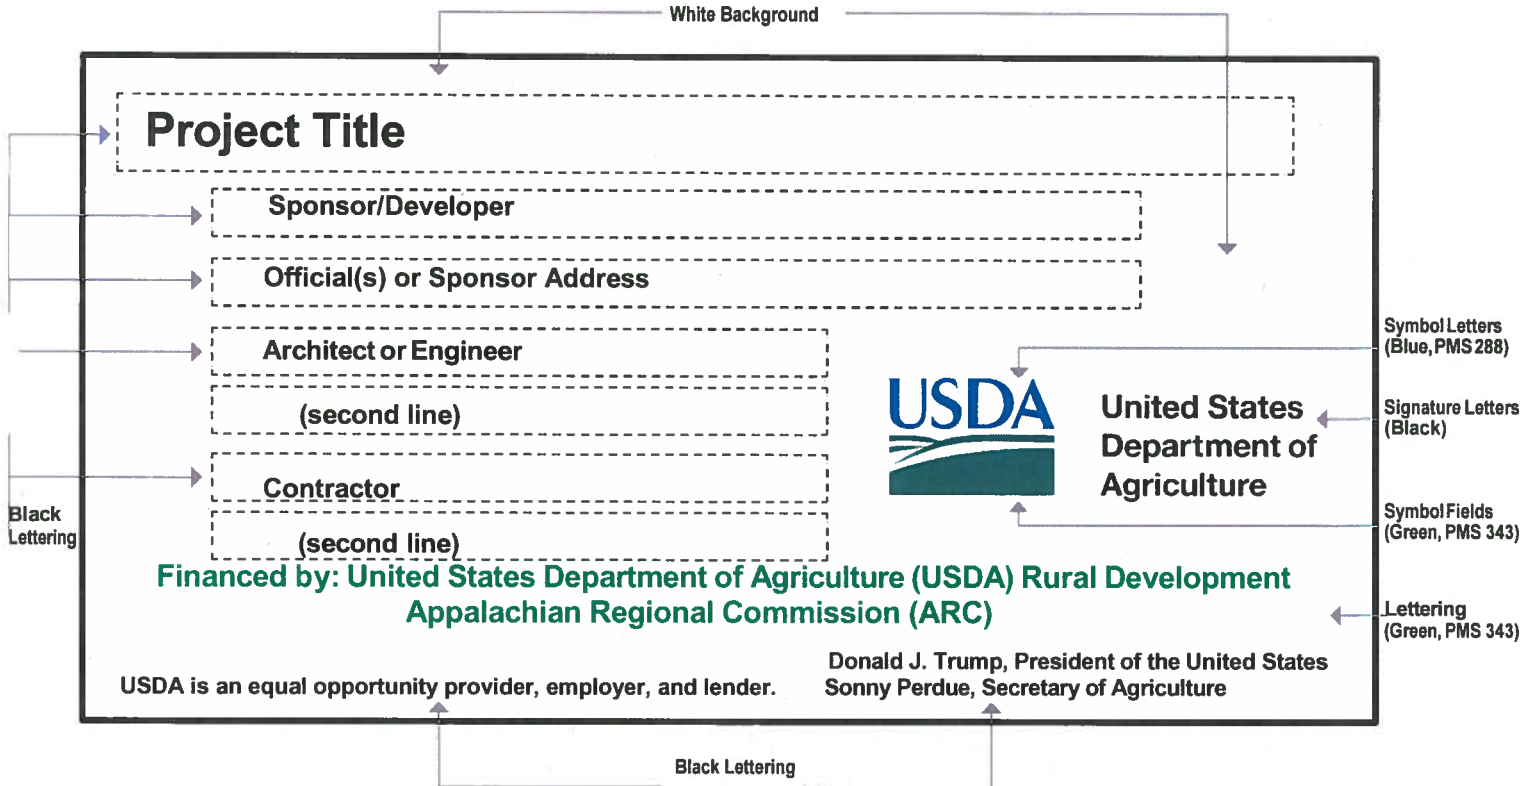 White Background
Project Title
Sponsor/Developer
Official(s) or Sponsor Address
Architect or Engineer
(second line)
Contractor
(second line)
Black
Lettering
USDA
United States
Department of
Agriculture
Symbol Letters
(Blue, PMS 288)
Signature Letters
(Black)
Symbol Fields
(Green, PMS 343)
Financed by: United States Department of Agriculture (USDA) Rural Development
Appalachian Regional Commission (ARC)
Lettering
(Green, PMS 343)
Donald J. Trump, President of the United States
USDA is an equal opportunity provider, employer, and lender.
Sonny Perdue, Secretary of Agriculture
Black Lettering